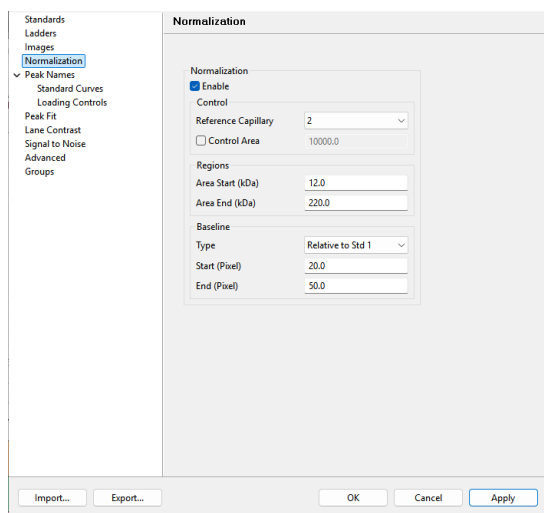 Standards
Ladders
Images
Normalization
Peak Names
Standard Curves
Loading Controls
Peak Fit
Lane Contrast
Signal to Noise
Advanced
Groups
Normalization
Normalization
Enable
Control
Reference Capillary 2
Control Area 10000.0
Regions
Area Start (kDa) 12.0
Area End (kDa) 220.0
Baseline
Type Relative to Std 1
Start (Pixel) 20.0
End (Pixel) 50.0
Import... Export... OK Cancel Apply